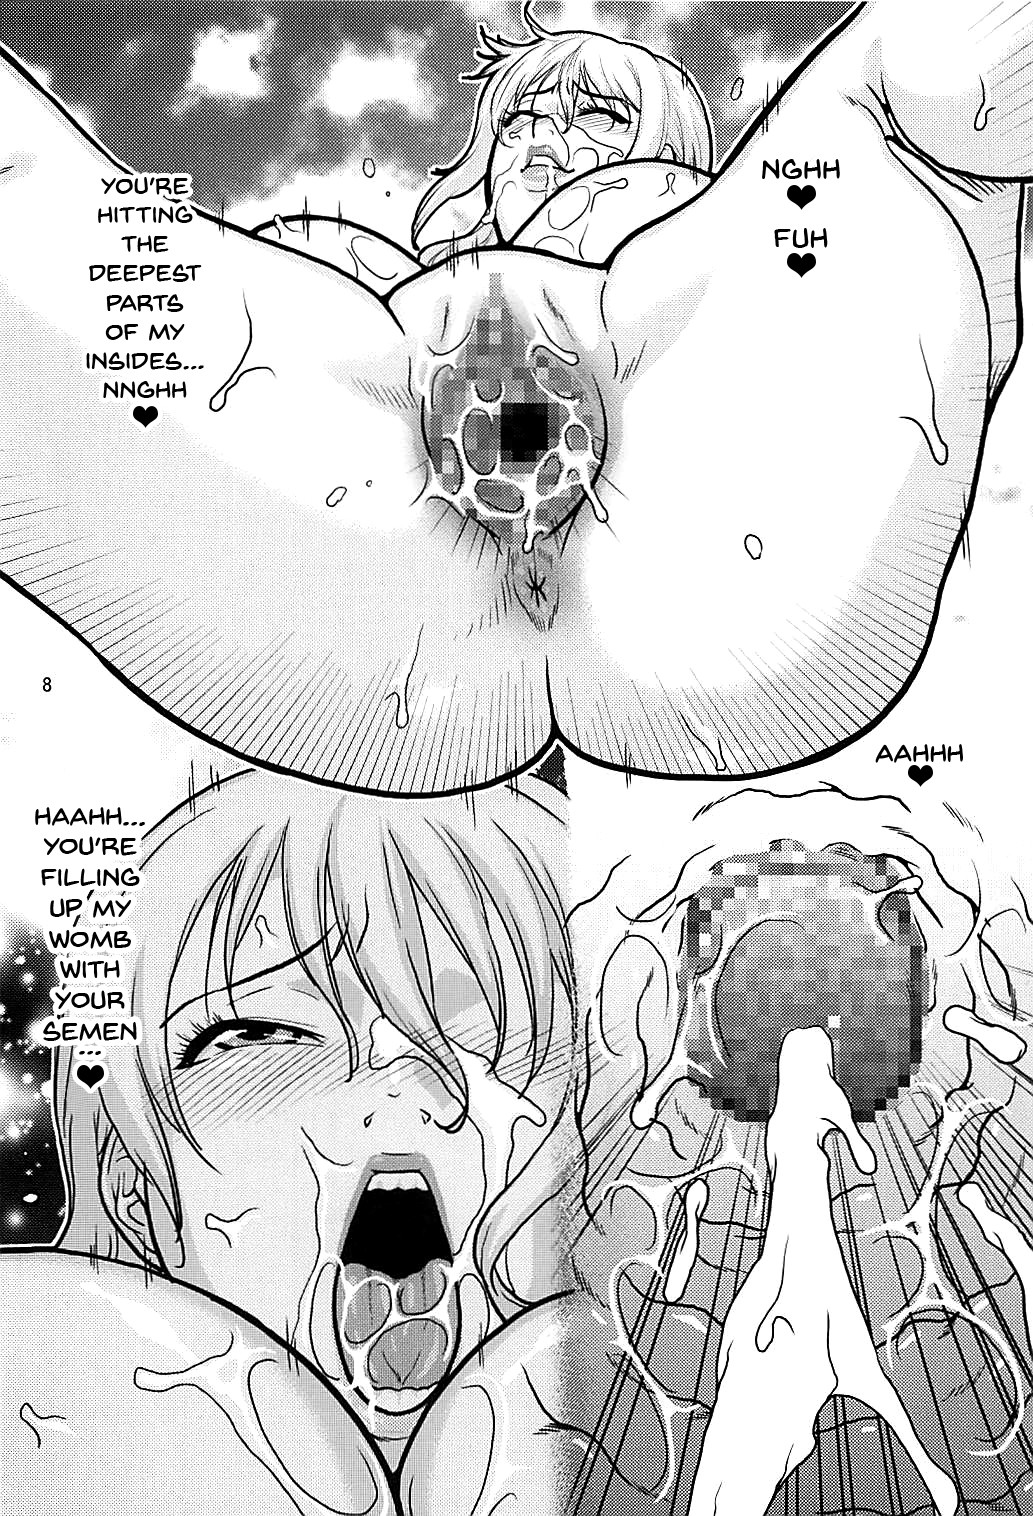 NGHH
♥
FUH
♥
YOU'RE
HITTING
THE
DEEPEST
PARTS
OF MY
INSIDES...
NNGHH
♥
8
AAHHH
♥
HAAHH...
YOU'RE
FILLING
UP MY
WOMB
WITH
YOUR
SEMEN
...
♥